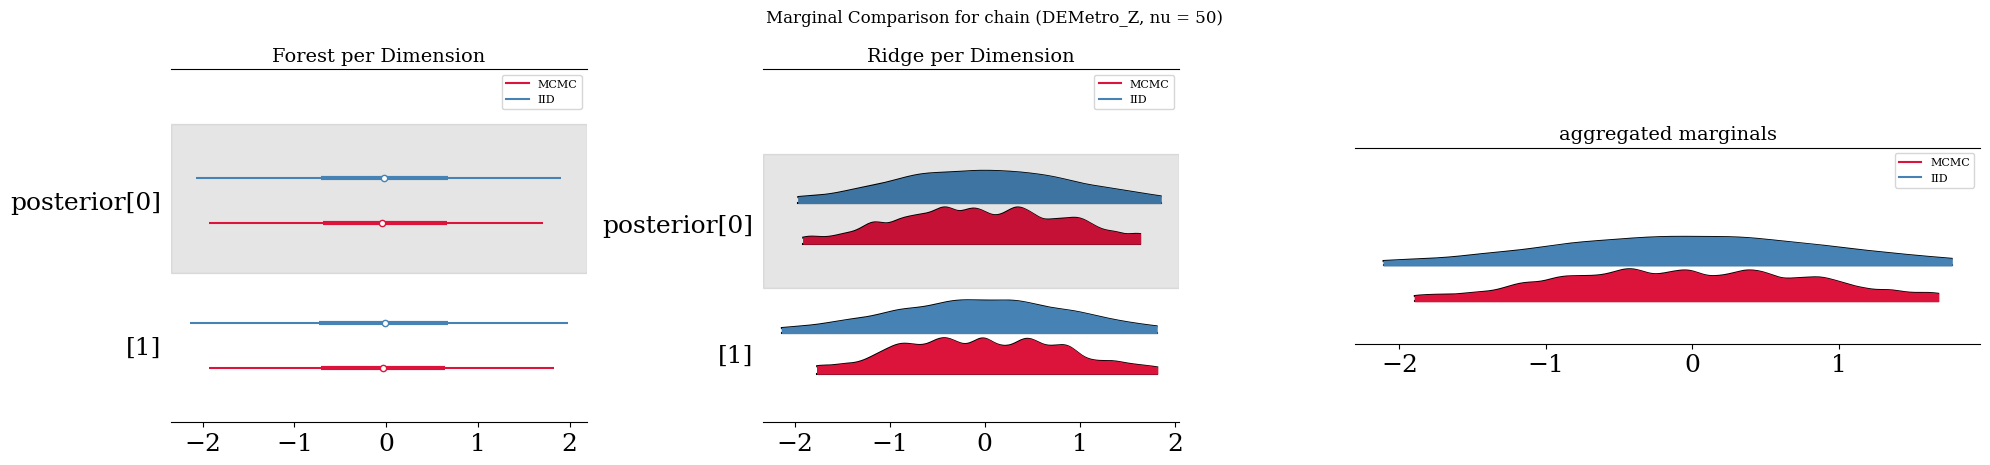 Marginal Comparison for chain (DEMetro_Z, nu = 50)
Forest per Dimension
MCMC
IID
posterior[0]
[1]
−2 −1 0 1 2
Ridge per Dimension
MCMC
IID
posterior[0]
[1]
−2 −1 0 1 2
aggregated marginals
MCMC
IID
−2 −1 0 1